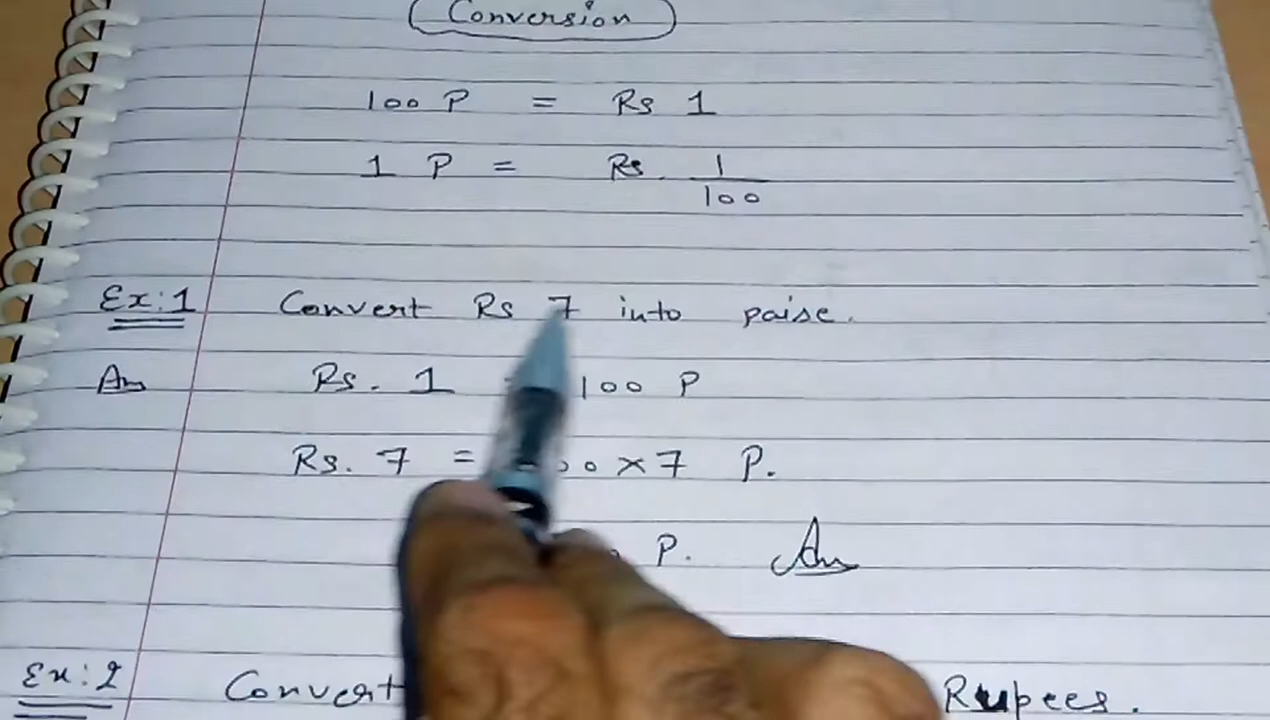 Conversion
100 P = Rs 1
1 P = Rs. 1/100
Ex:1 Convert Rs 7 into paise.
Ans Rs. 1 100 P
Rs. 7 = ×7 P.
P. Ans
Ex:2 Convert Rupees.